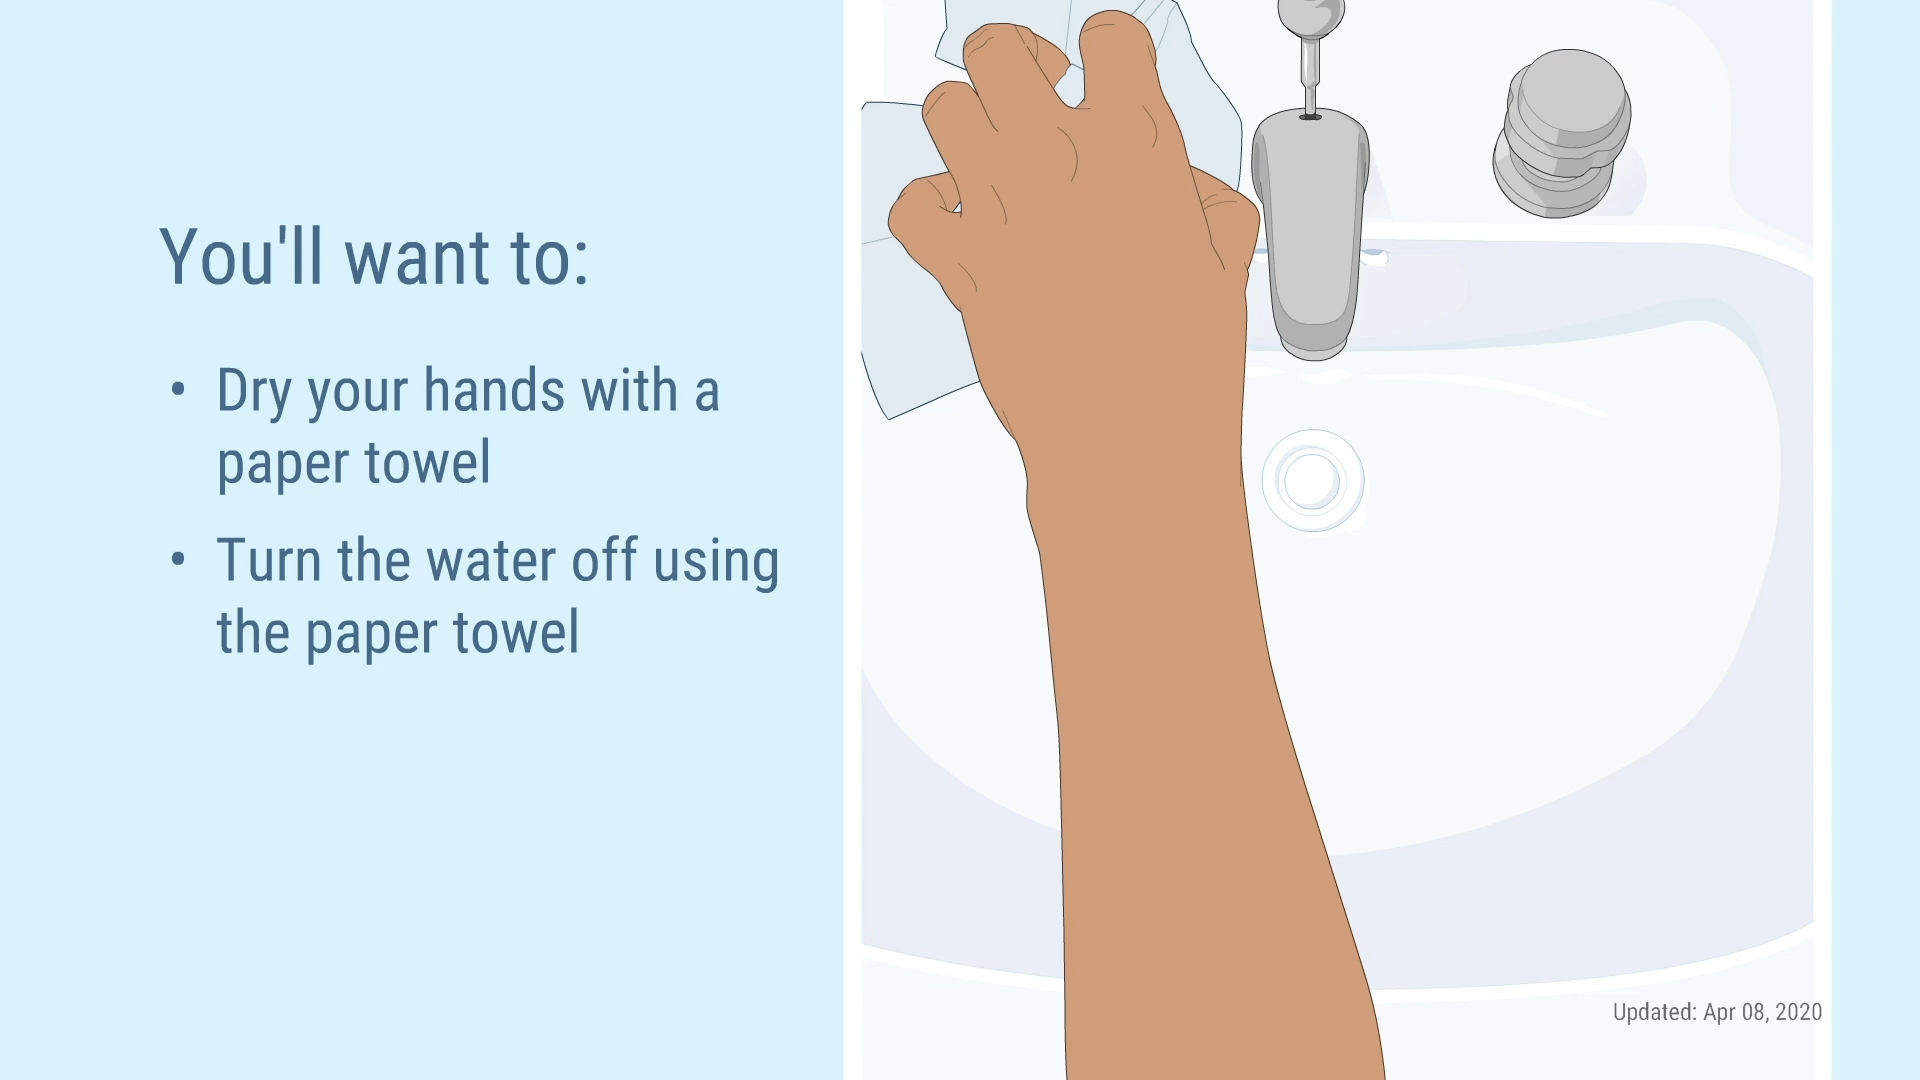 You'll want to:
• Dry your hands with a
paper towel
• Turn the water off using
the paper towel
Updated: Apr 08, 2020